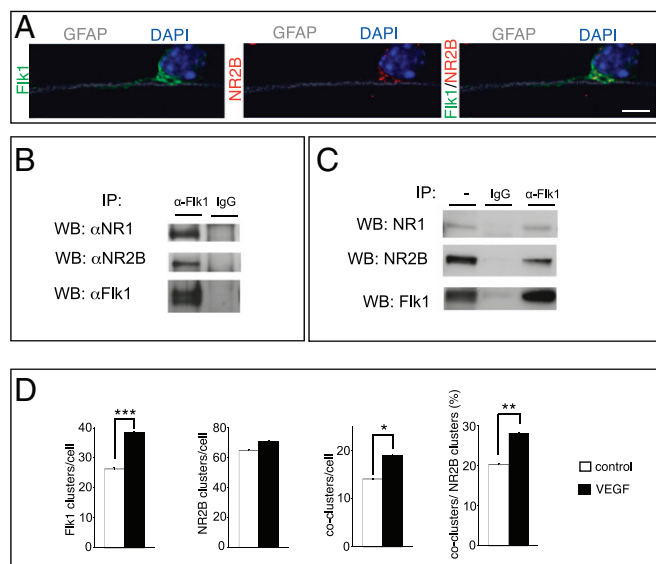 A
GFAP DAPI GFAP DAPI GFAP DAPI
Flk1
NR2B
Flk1/NR2B
B
IP: α-Flk1 IgG
WB: αNR1
WB: αNR2B
WB: αFlk1
C
IP: - IgG α-Flk1
WB: NR1
WB: NR2B
WB: Flk1
D
Flk1 clusters/cell
40
30
20
10
0
***
NR2B clusters/cell
80
60
40
20
0
co-clusters/cell
20
10
0
*
co-clusters/ NR2B clusters (%)
30
20
10
0
**
control
VEGF